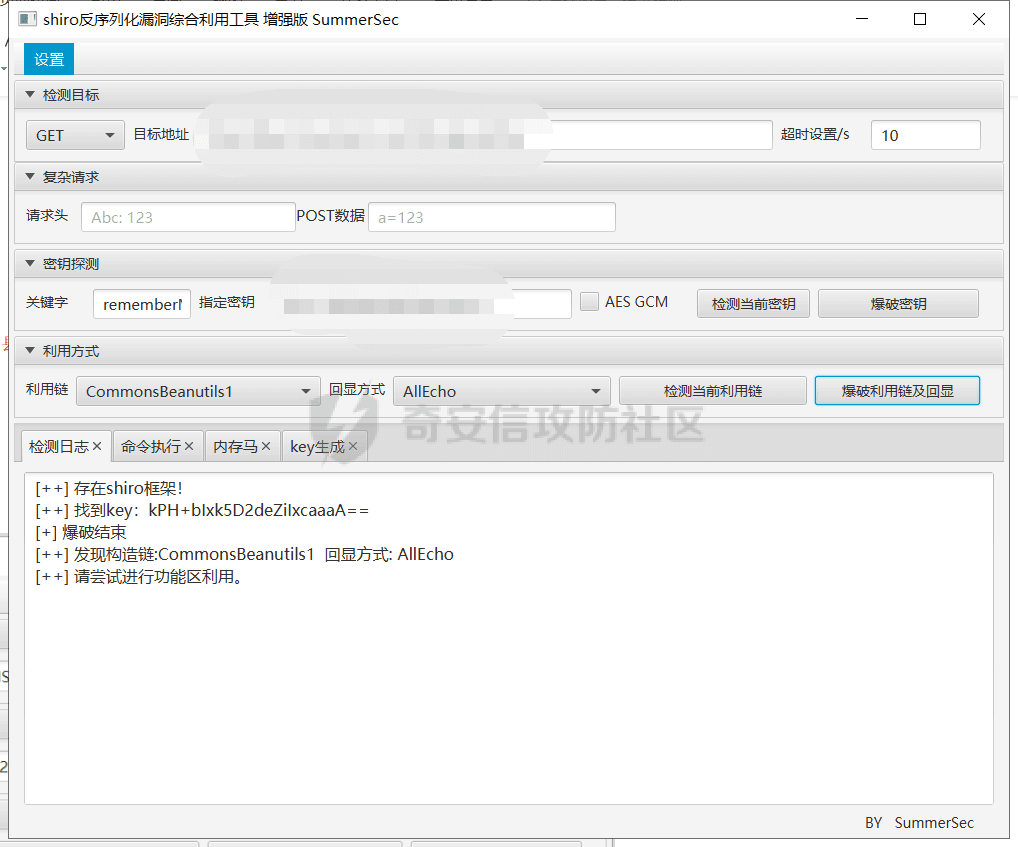 shiro反序列化漏洞综合利用工具 增强版 SummerSec
设置
检测目标
GET 目标地址 超时设置/s 10
复杂请求
请求头 Abc: 123 POST数据 a=123
密钥探测
关键字 remember 指定密钥 AES GCM 检测当前密钥 爆破密钥
利用方式
利用链 CommonsBeanutils1 回显方式 AllEcho 检测当前利用链 爆破利用链及回显
奇安信攻防社区
检测日志× 命令执行× 内存马× key生成×
[++] 存在shiro框架!
[++] 找到key: kPH+bIxk5D2deZiIxcaaaA==
[+] 爆破结束
[++] 发现构造链:CommonsBeanutils1 回显方式: AllEcho
[++] 请尝试进行功能区利用。
BY SummerSec